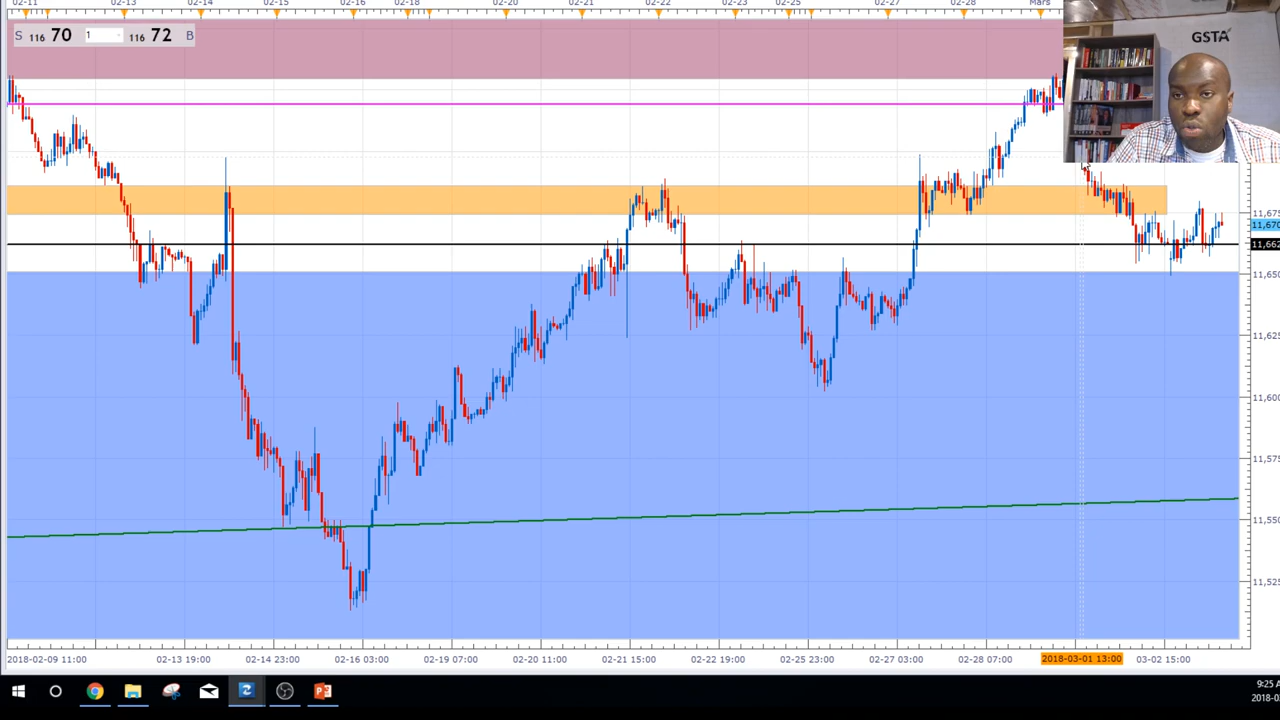 02-11 02-13 02-14 02-15 02-16 02-20 02-21 02-22 02-23 02-25 02-27 02-28 Mars
S 116 70 1 116 72 B
GSTA
11,675
11,670
11,662
11,650
11,625
11,600
11,575
11,550
11,525
2018-02-09 11:00 02-13 19:00 02-14 23:00 02-16 03:00 02-19 07:00 02-20 11:00 02-21 15:00 02-22 19:00 02-25 23:00 02-27 03:00 02-28 07:00 2018-03-01 13:00 03-02 15:00
9:25 A
2018-03